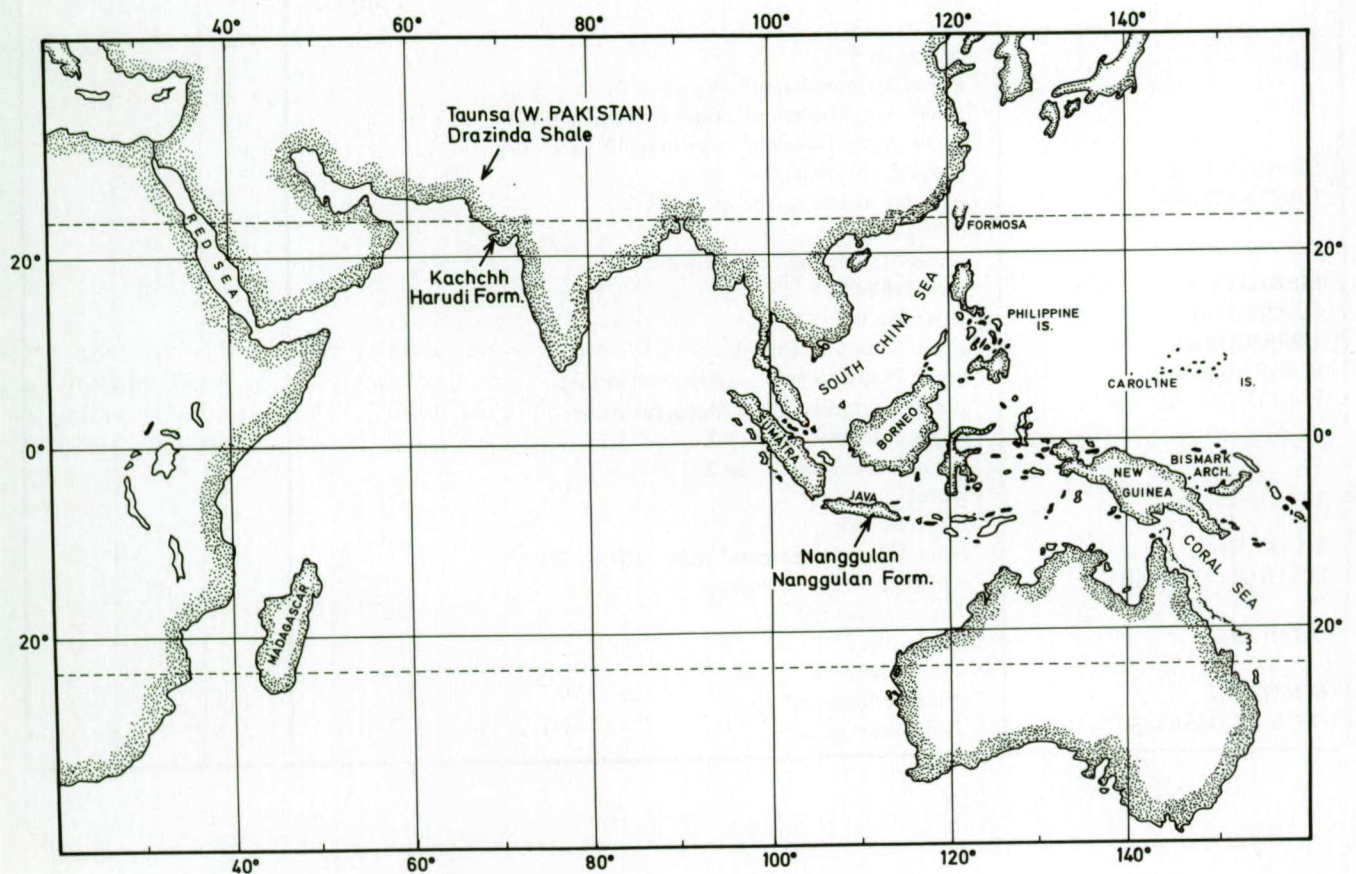 40°
60°
80°
100°
120°
140°
Taunsa (W. PAKISTAN)
Drazinda Shale
RED SEA
FORMOSA
20°
20°
Kachchh
Harudi Form.
SOUTH CHINA SEA
PHILIPPINE
IS.
CAROLINE IS.
BORNEO
SUMATRA
0°
0°
BISMARK
ARCH.
NEW
GUINEA
JAVA
Nanggulan
Nanggulan Form.
CORAL SEA
MADAGASCAR
20°
20°
40°
60°
80°
100°
120°
140°